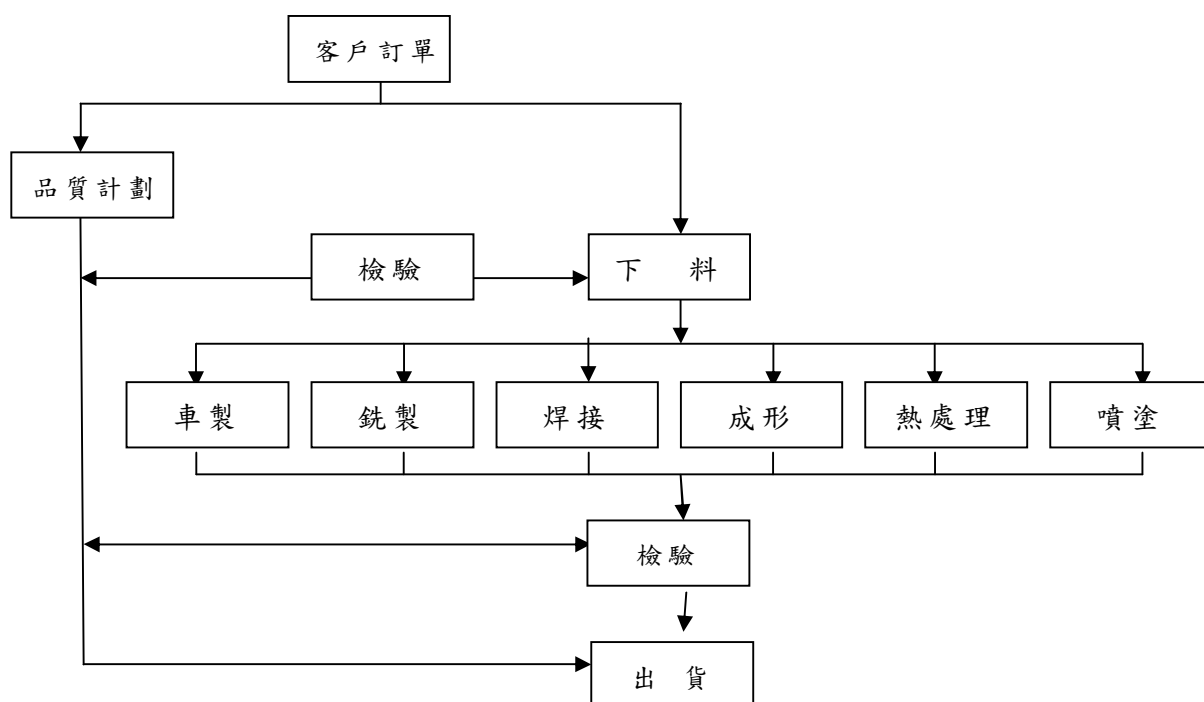 客戶訂單
品質計劃
檢驗
下 料
車製
銑製
焊接
成形
熱處理
噴塗
檢驗
出 貨